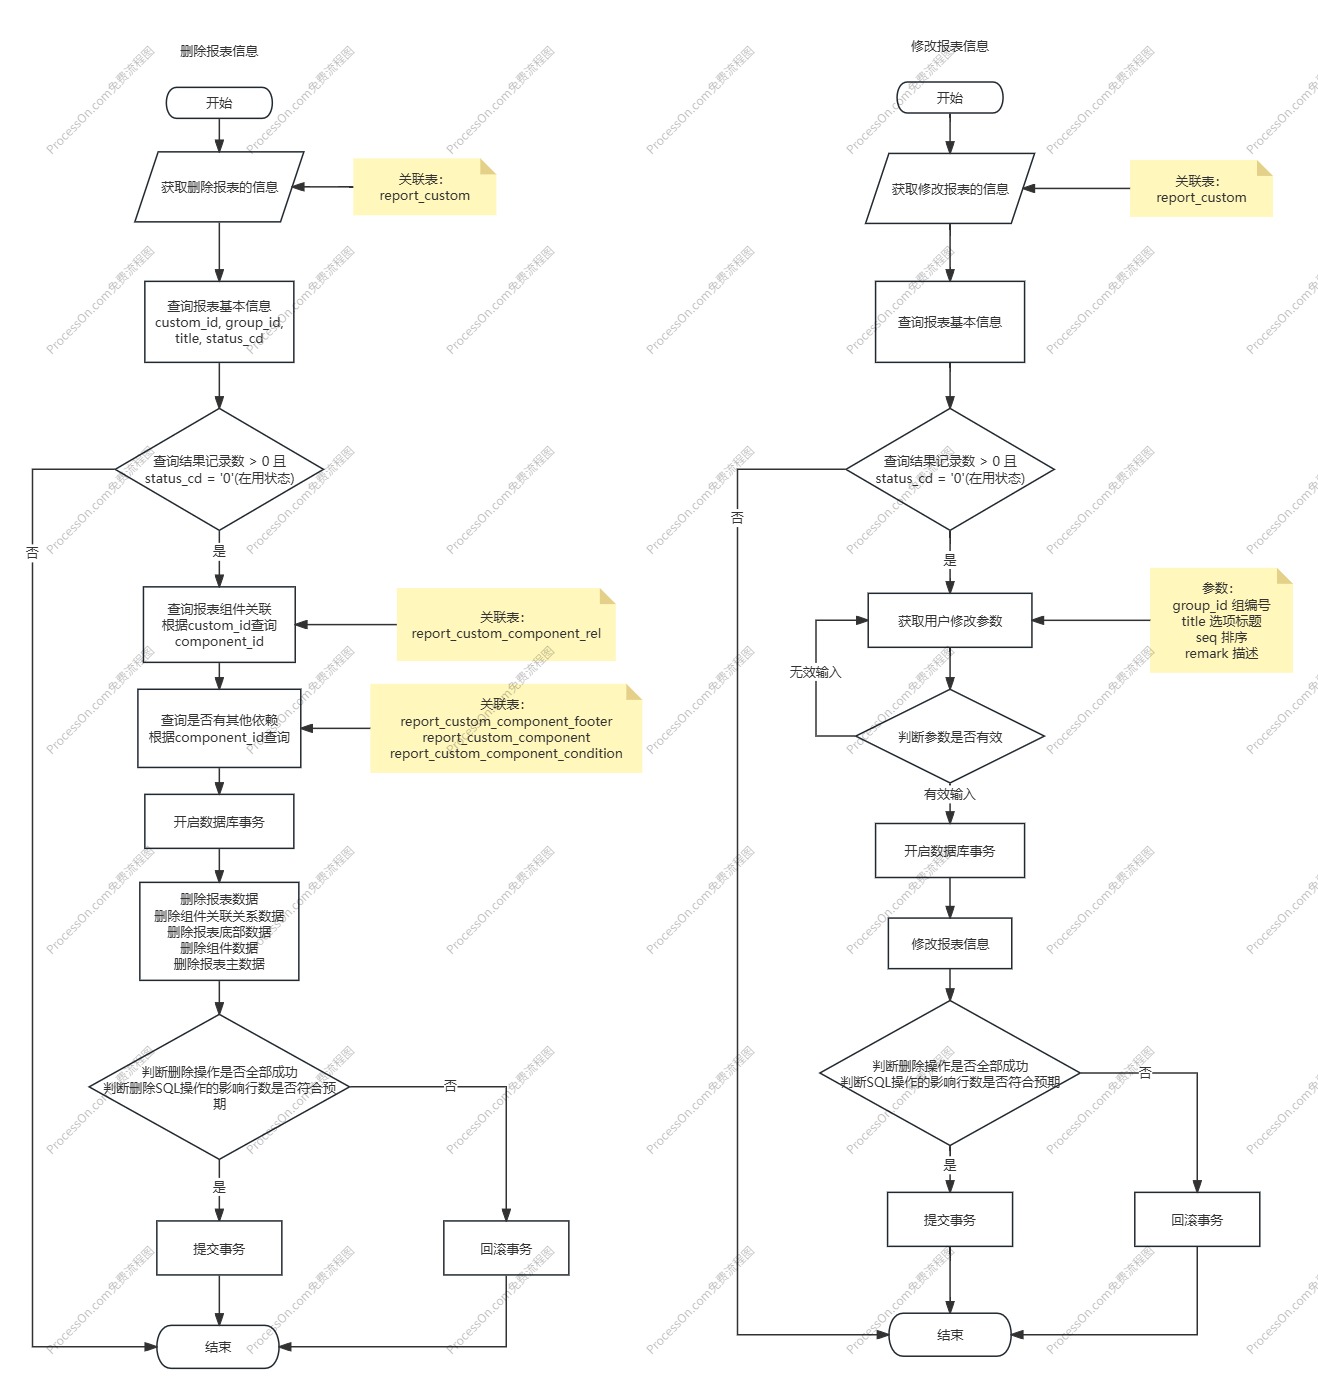 删除报表信息
开始
获取删除报表的信息
关联表：
report_custom
查询报表基本信息
custom_id, group_id,
title, status_cd
查询结果记录数 > 0 且
status_cd = '0'(在用状态)
否
是
查询报表组件关联
根据custom_id查询
component_id
关联表：
report_custom_component_rel
查询是否有其他依赖
根据component_id查询
关联表：
report_custom_component_footer
report_custom_component
report_custom_component_condition
开启数据库事务
删除报表数据
删除组件关联关系数据
删除报表底部数据
删除组件数据
删除报表主数据
判断删除操作是否全部成功
判断删除SQL操作的影响行数是否符合预
期
否
是
提交事务
回滚事务
结束
修改报表信息
开始
获取修改报表的信息
关联表：
report_custom
查询报表基本信息
查询结果记录数 > 0 且
status_cd = '0'(在用状态)
否
是
获取用户修改参数
参数：
group_id 组编号
title 选项标题
seq 排序
remark 描述
无效输入
判断参数是否有效
有效输入
开启数据库事务
修改报表信息
判断删除操作是否全部成功
判断SQL操作的影响行数是否符合预期
否
是
提交事务
回滚事务
结束
ProcessOn.com免费流程图